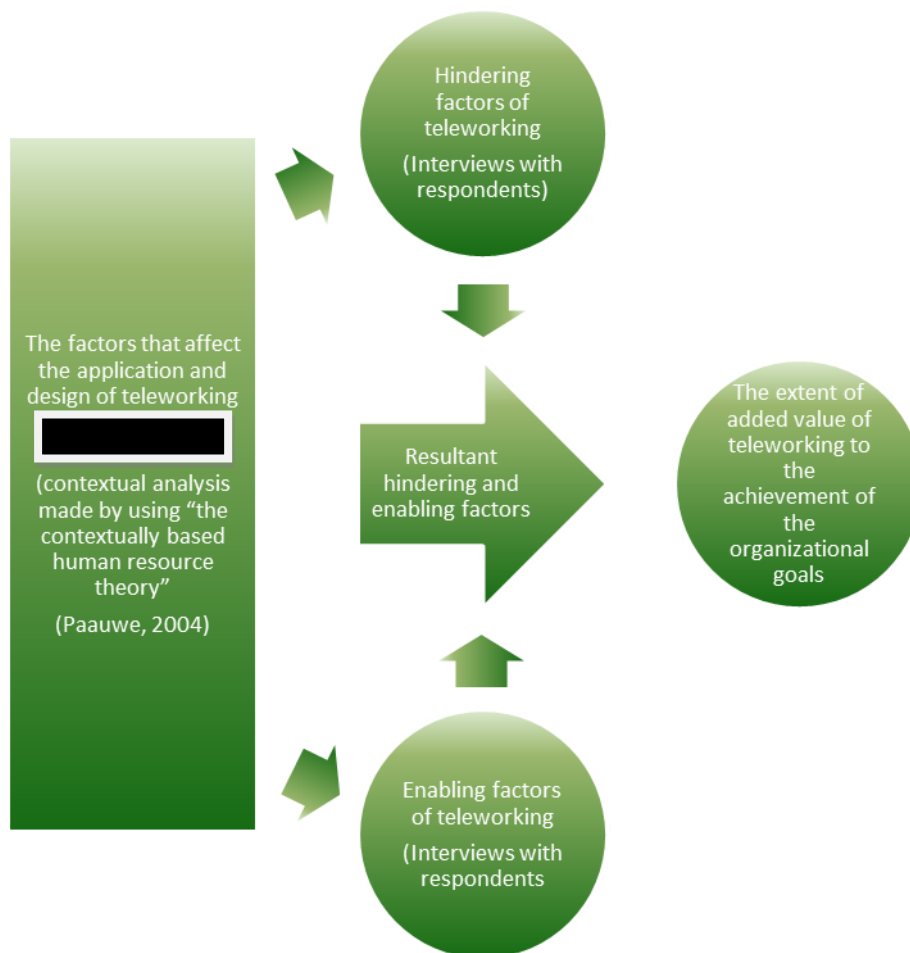 Hindering
factors of
teleworking
(Interviews with
respondents)
The factors that affect
the application and
design of teleworking
(contextual analysis
made by using “the
contextually based
human resource
theory”
(Paauwe, 2004)
Resultant
hindering and
enabling factors
The extent of
added value of
teleworking to
the
achievement of
the
organizational
goals
Enabling factors
of teleworking
(Interviews with
respondents